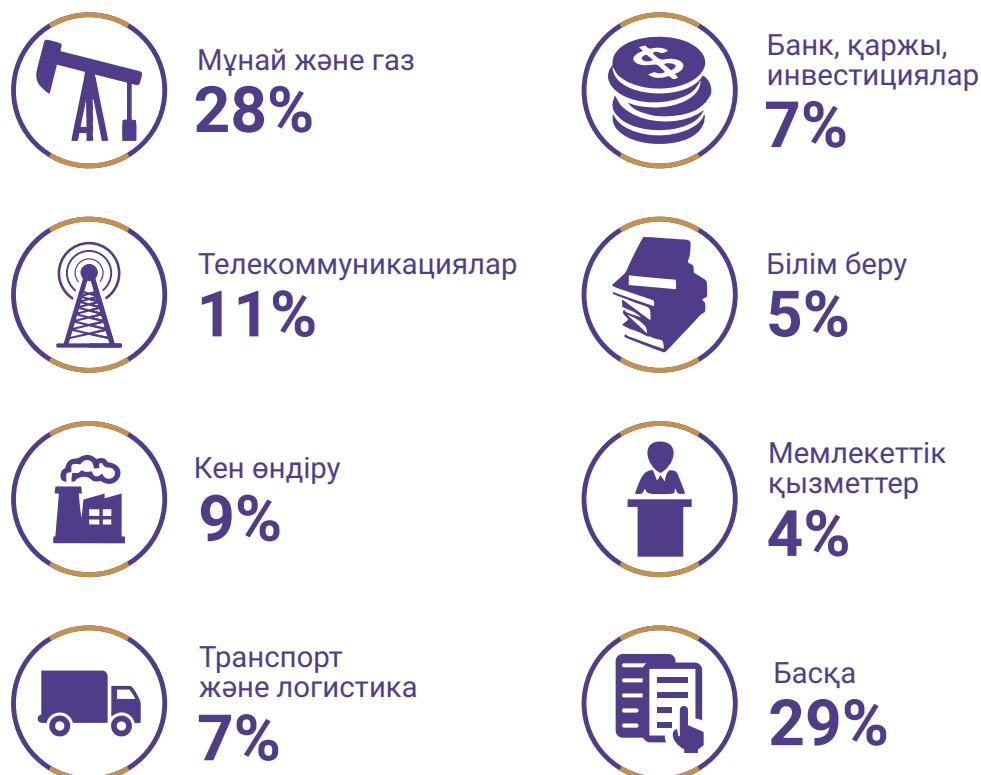 Мұнай және газ
28%
Банк, қаржы,
инвестициялар
7%
Телекоммуникациялар
11%
Білім беру
5%
Кен өндіру
9%
Мемлекеттік
қызметтер
4%
Транспорт
және логистика
7%
Басқа
29%